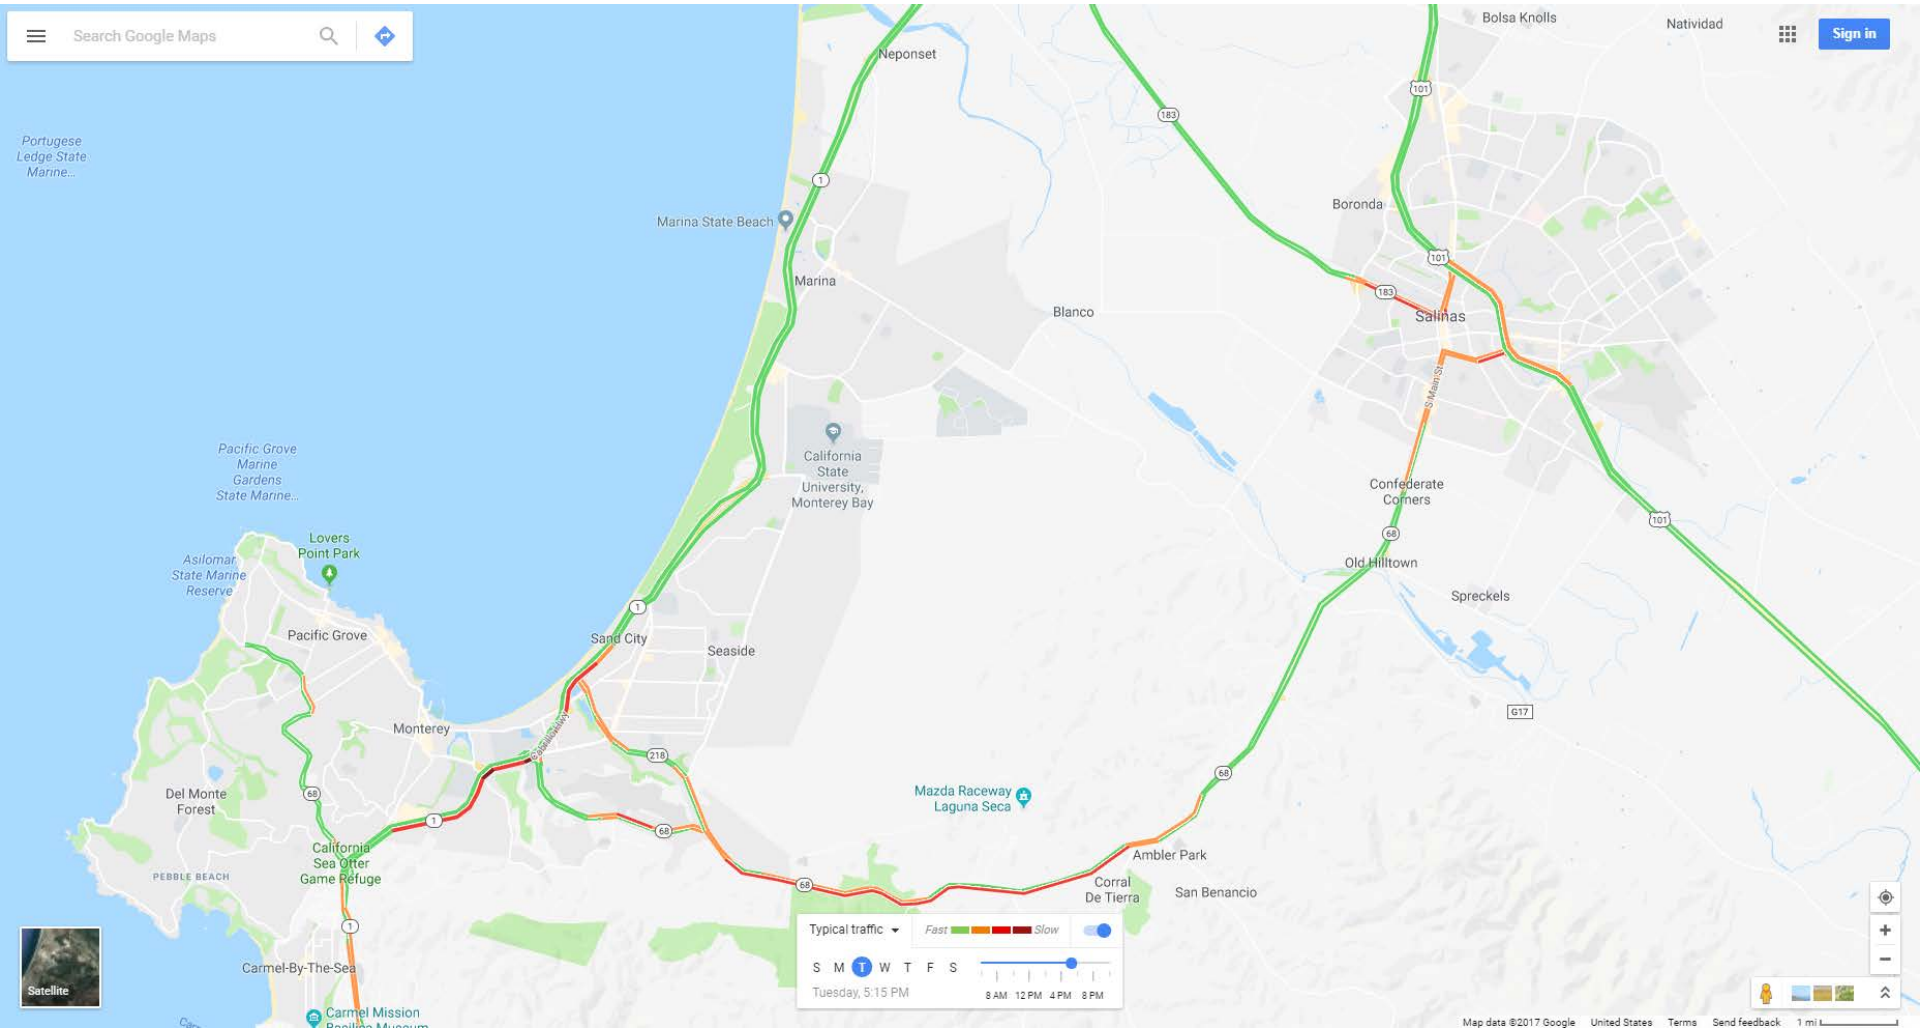 Search Google Maps
Sign in
Bolsa Knolls
Natividad
Neponset
101
183
Portugese
Ledge State
Marine...
1
Boronda
Marina State Beach
101
Marina
183
Blanco
Salinas
S Main St
Pacific Grove
Marine
Gardens
State Marine...
California
State
University,
Monterey Bay
Confederate
Corners
101
68
Lovers
Point Park
Asilomar
State Marine
Reserve
Old Hilltown
Spreckels
1
Pacific Grove
Sand City
Seaside
G17
Monterey
Cabrillo Hwy
218
68
Del Monte
Forest
68
Mazda Raceway
Laguna Seca
1
68
California
Sea Otter
Game Refuge
PEBBLE BEACH
Ambler Park
68
Corral
De Tierra
San Benancio
1
Typical traffic
Fast
Slow
S M T W T F S
Tuesday, 5:15 PM
8 AM 12 PM 4 PM 8 PM
Carmel-By-The-Sea
Satellite
Carmel Mission
Basilica Museum
Map data ©2017 Google United States Terms Send feedback 1 mi